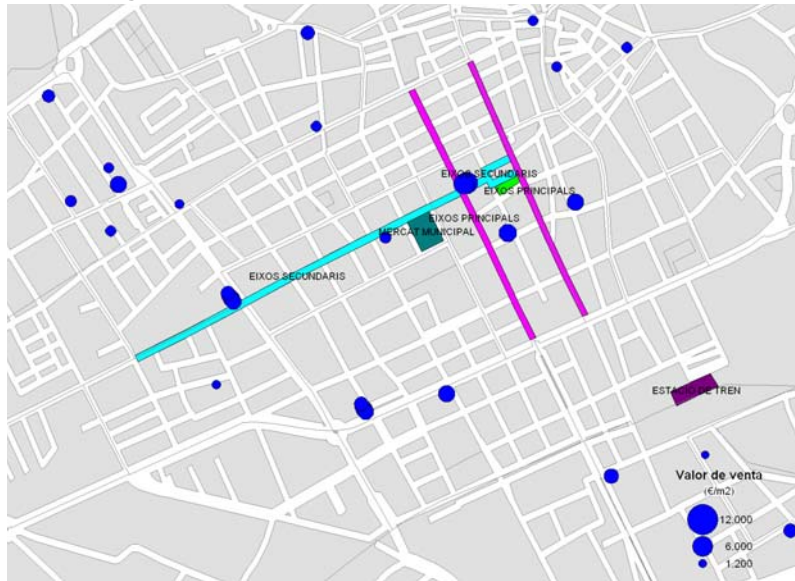 EIXOS SECUNDARIS
EIXOS PRINCIPALS
EIXOS PRINCIPALS
MERCAT MUNICIPAL
EIXOS SECUNDARIS
ESTACIO DE TREN
Valor de venta
(€/m2)
12.000
6.000
1.200